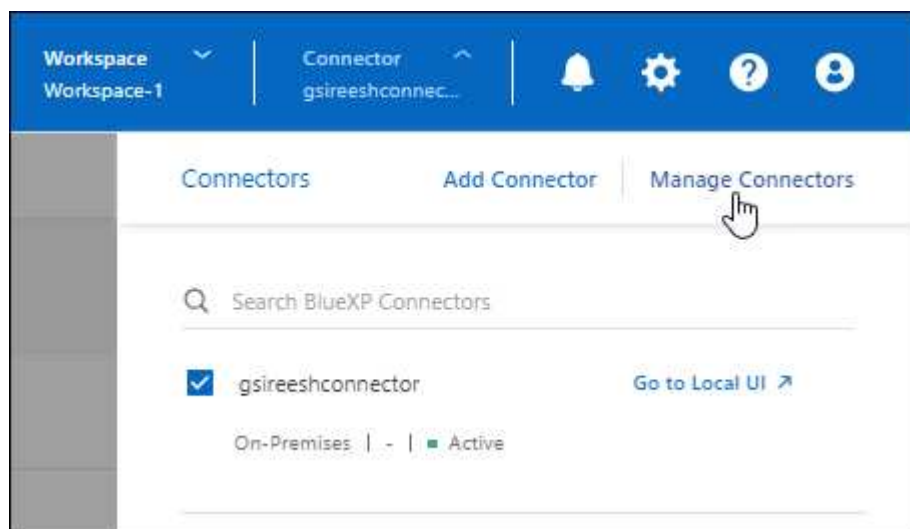 Workspace
Workspace-1
Connector
gsireeshconnec...
Connectors
Add Connector
Manage Connectors
Search BlueXP Connectors
gsireeshconnector
Go to Local UI
On-Premises | - | Active